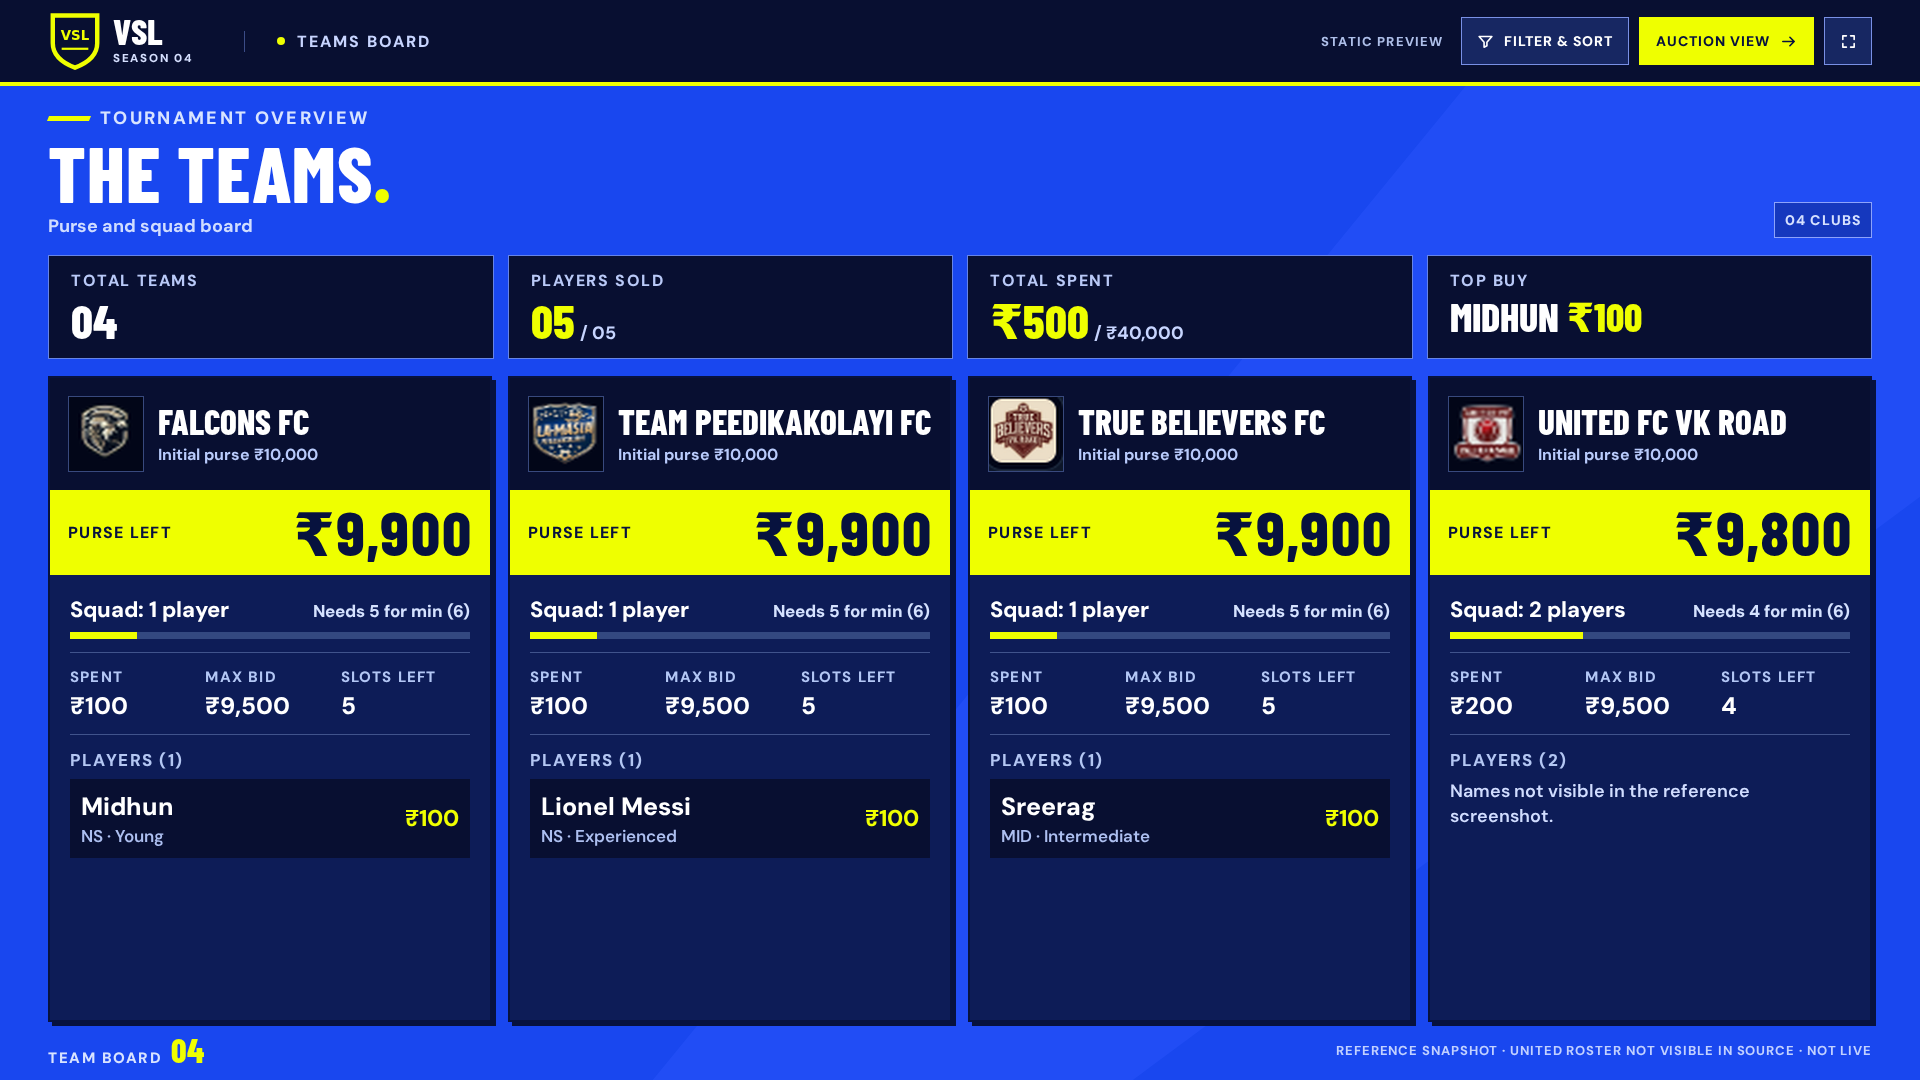 VSL
VSL
SEASON 04
TEAMS BOARD
STATIC PREVIEW
FILTER & SORT
AUCTION VIEW
TOURNAMENT OVERVIEW
THE TEAMS.
Purse and squad board
04 CLUBS
TOTAL TEAMS
04
PLAYERS SOLD
05 / 05
TOTAL SPENT
₹500 / ₹40,000
TOP BUY
MIDHUN ₹100
FALCONS FC
Initial purse ₹10,000
PURSE LEFT ₹9,900
Squad: 1 player Needs 5 for min (6)
SPENT MAX BID SLOTS LEFT
₹100 ₹9,500 5
PLAYERS (1)
Midhun
NS · Young
₹100
LA-MASIA
TEAM PEEDIKAKOLAYI FC
Initial purse ₹10,000
PURSE LEFT ₹9,900
Squad: 1 player Needs 5 for min (6)
SPENT MAX BID SLOTS LEFT
₹100 ₹9,500 5
PLAYERS (1)
Lionel Messi
NS · Experienced
₹100
TRUE
BELIEVERS
VK ROAD
TRUE BELIEVERS FC
Initial purse ₹10,000
PURSE LEFT ₹9,900
Squad: 1 player Needs 5 for min (6)
SPENT MAX BID SLOTS LEFT
₹100 ₹9,500 5
PLAYERS (1)
Sreerag
MID · Intermediate
₹100
UNITED FC VK ROAD
Initial purse ₹10,000
PURSE LEFT ₹9,800
Squad: 2 players Needs 4 for min (6)
SPENT MAX BID SLOTS LEFT
₹200 ₹9,500 4
PLAYERS (2)
Names not visible in the reference
screenshot.
TEAM BOARD 04
REFERENCE SNAPSHOT · UNITED ROSTER NOT VISIBLE IN SOURCE · NOT LIVE